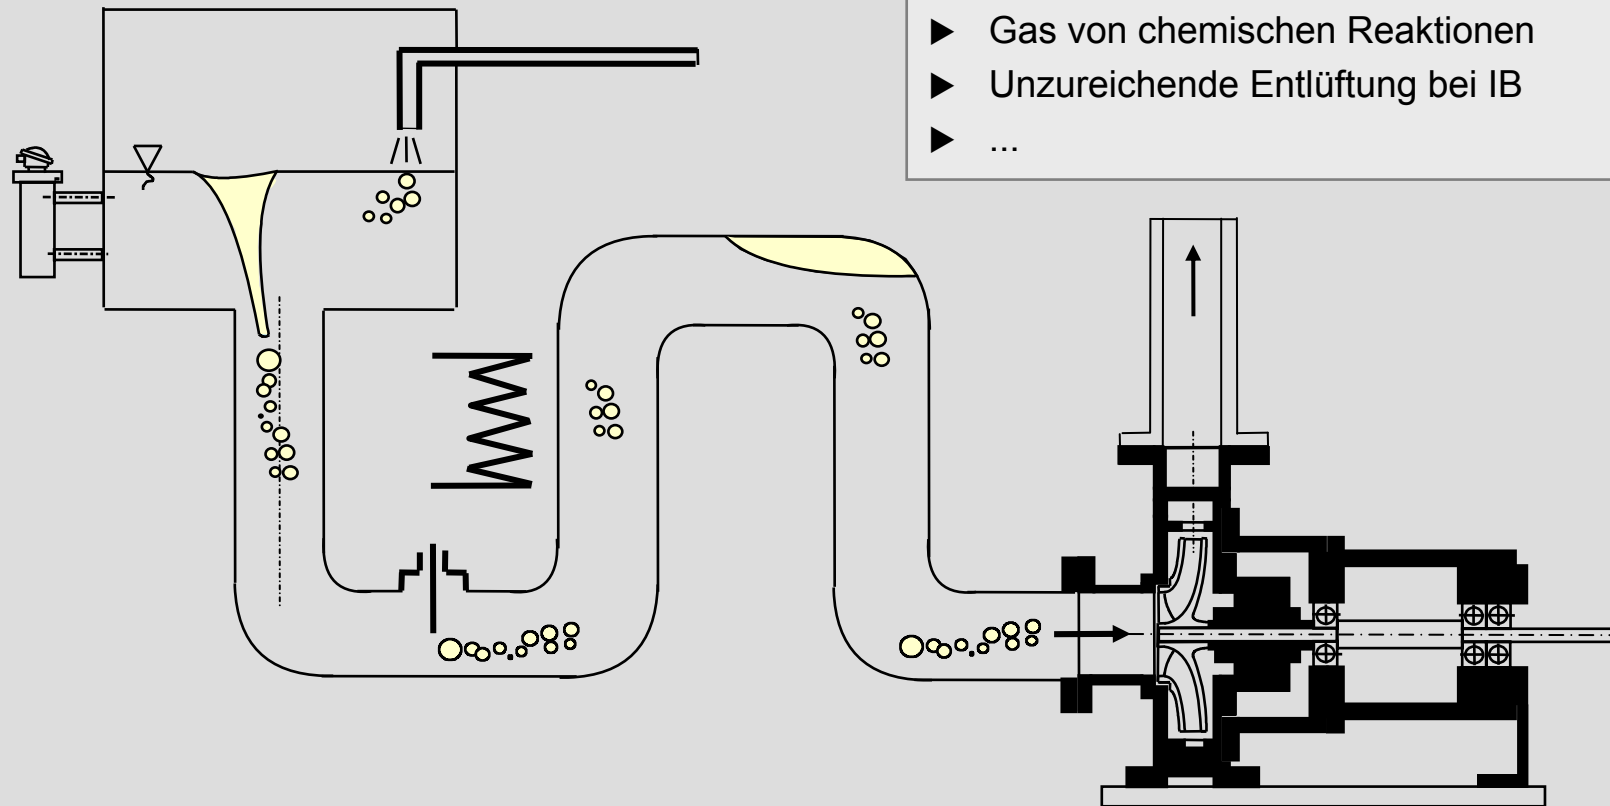 ► Gas von chemischen Reaktionen
► Unzureichende Entlüftung bei IB
► ...